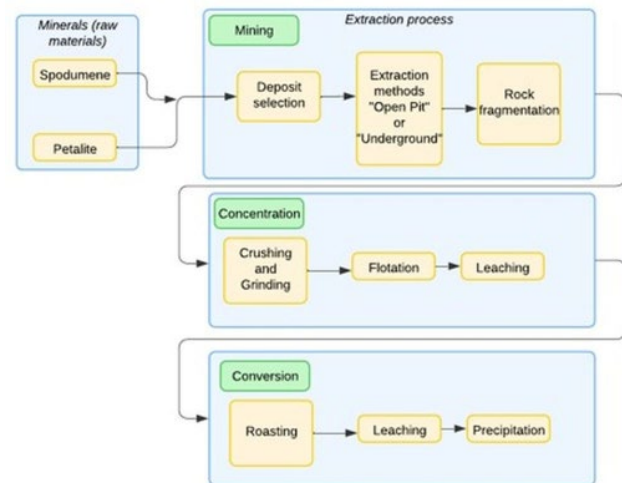 Minerals (raw
materials)
Spodumene
Petalite
Extraction process
Mining
Deposit
selection
Extraction
methods
"Open Pit"
or
"Underground"
Rock
fragmentation
Concentration
Crushing
and
Grinding
Flotation
Leaching
Conversion
Roasting
Leaching
Precipitation